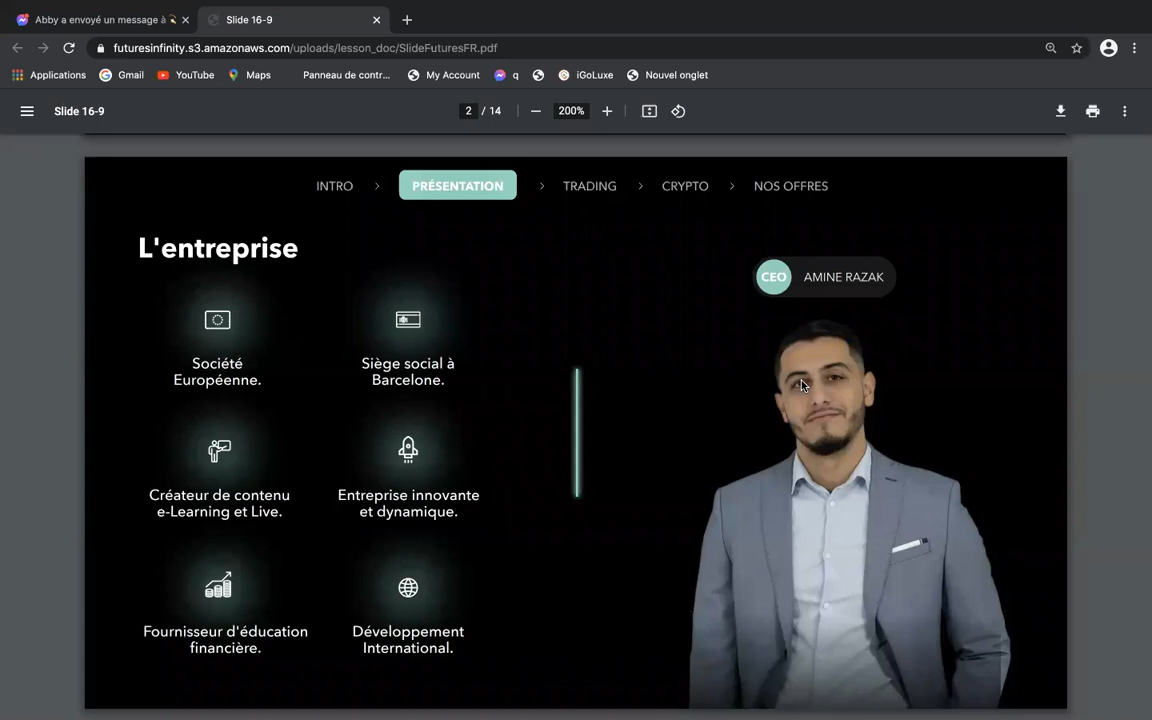 Abby a envoyé un message à
Slide 16-9
futuresinfinity.s3.amazonaws.com/uploads/lesson_doc/SlideFuturesFR.pdf
Applications
Gmail
YouTube
Maps
Panneau de contr...
My Account
q
iGoLuxe
Nouvel onglet
Slide 16-9
2 / 14
200%
INTRO
PRÉSENTATION
TRADING
CRYPTO
NOS OFFRES
L'entreprise
Société
Européenne.
Siège social à
Barcelone.
Créateur de contenu
e-Learning et Live.
Entreprise innovante
et dynamique.
Fournisseur d'éducation
financière.
Développement
International.
CEO AMINE RAZAK